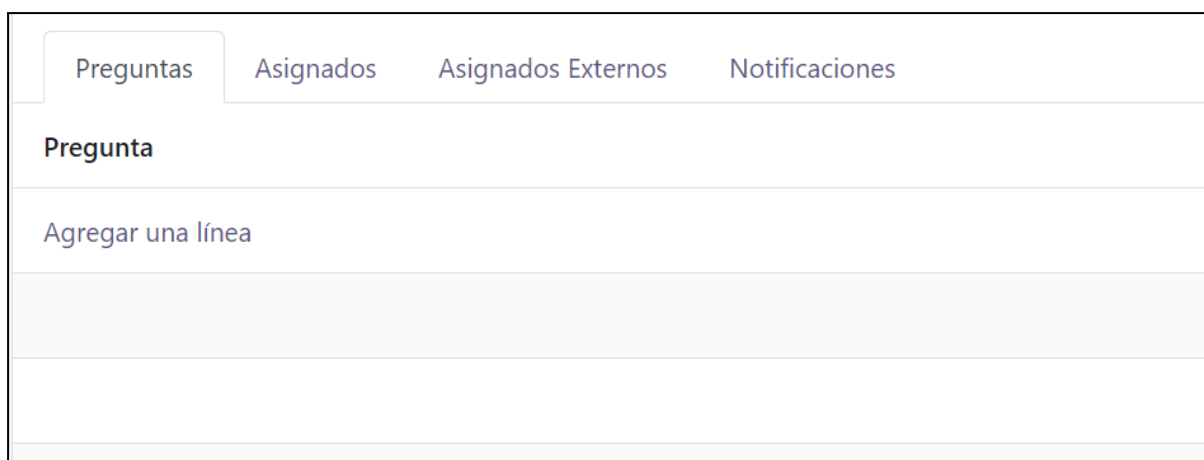 Preguntas Asignados Asignados Externos Notificaciones
Pregunta
Agregar una línea